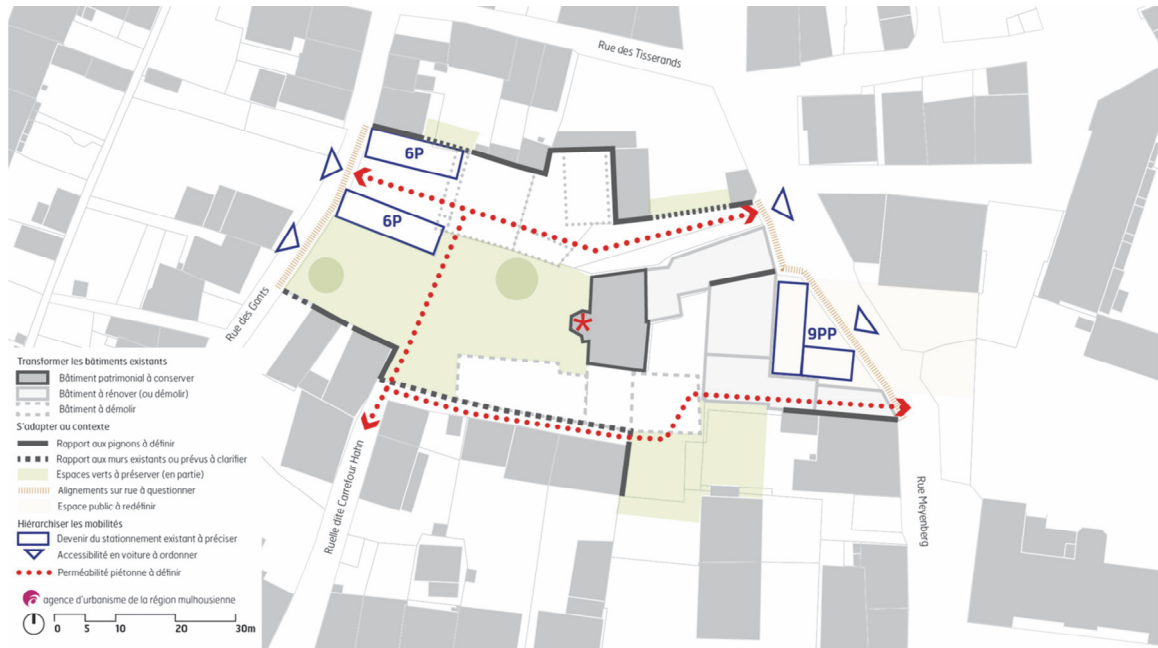 Rue des Tisserands
6P
6P
9PP
Rue des Gonts
Ruelle dite Carrefour Hahn
Rue Meyenberg
Transformer les bâtiments existants
Bâtiment patrimonial à conserver
Bâtiment à rénover (ou démolir)
Bâtiment à démolir
S'adapter au contexte
Rapport aux pignons à définir
Rapport aux murs existants ou prévus à clarifier
Espaces verts à préserver (en partie)
Alignements sur rue à questionner
Espace public à redéfinir
Hiérarchiser les mobilités
Devenir du stationnement existant à préciser
Accessibilité en voiture à ordonner
Perméabilité piétonne à définir
agence d'urbanisme de la région mulhousienne
0 5 10 20 30m